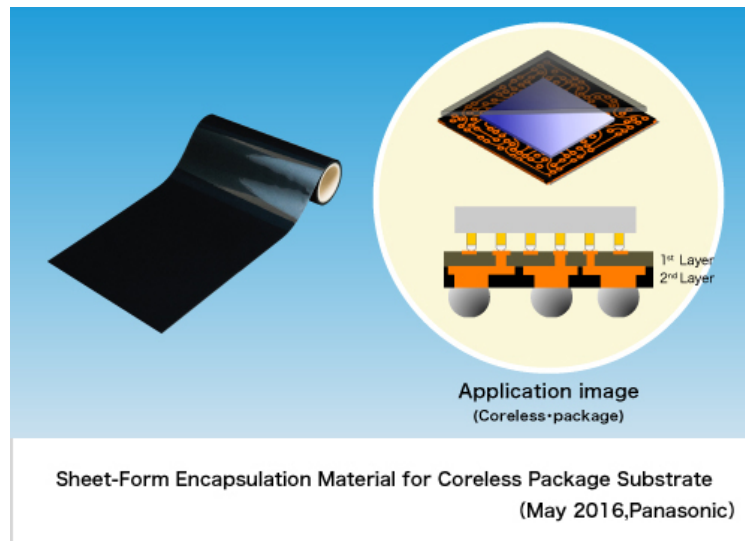 1st Layer
2nd Layer
Application image
(Coreless・package)
Sheet-Form Encapsulation Material for Coreless Package Substrate
(May 2016,Panasonic)